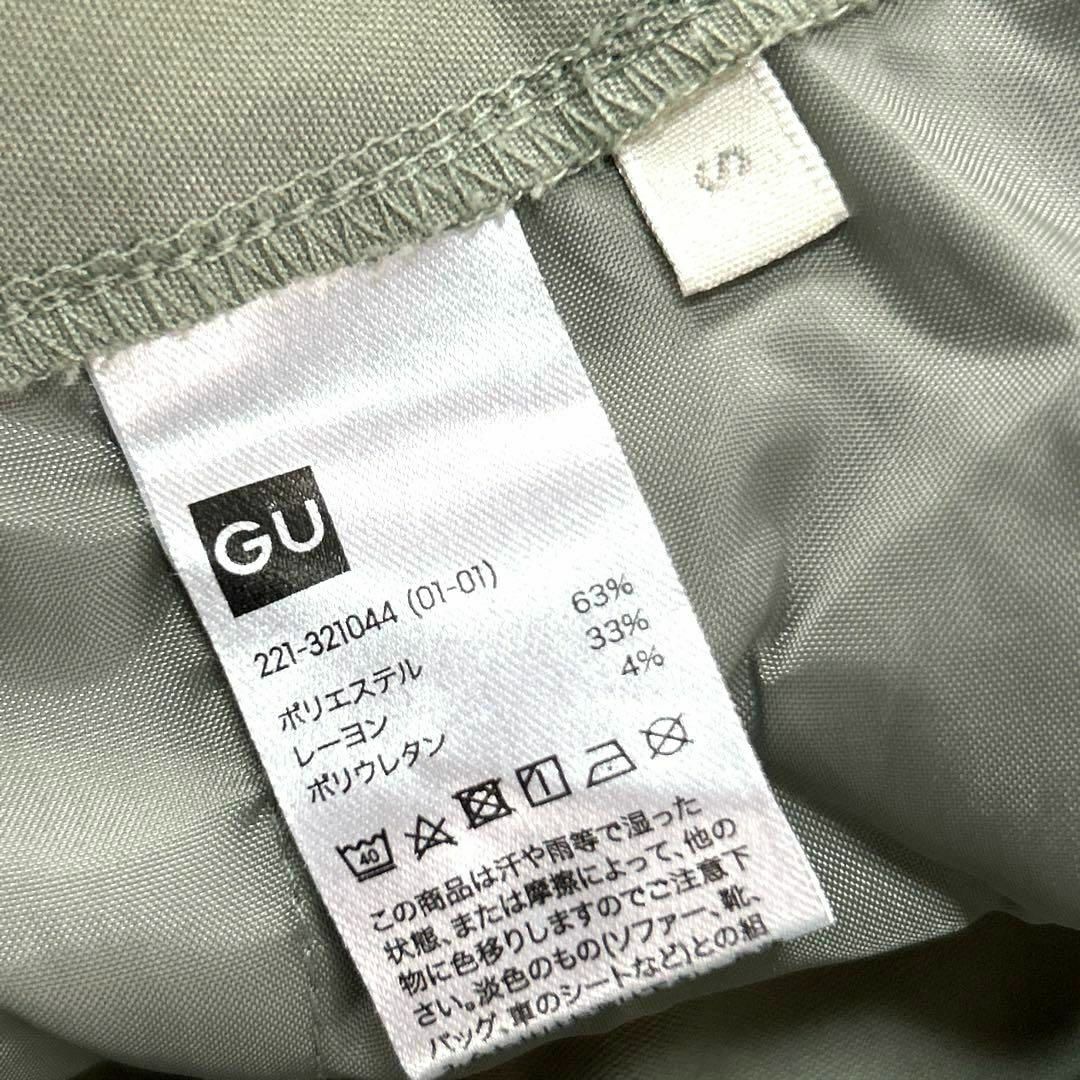 S
GU
221-321044 (01-01)
ポリエステル 63%
レーヨン 33%
ポリウレタン 4%
40
この商品は汗や雨等で湿った
状態、または摩擦によって、他の
物に色移りしますのでご注意下
さい。淡色のもの(ソファー、靴、
バッグ、車のシートなど)との組